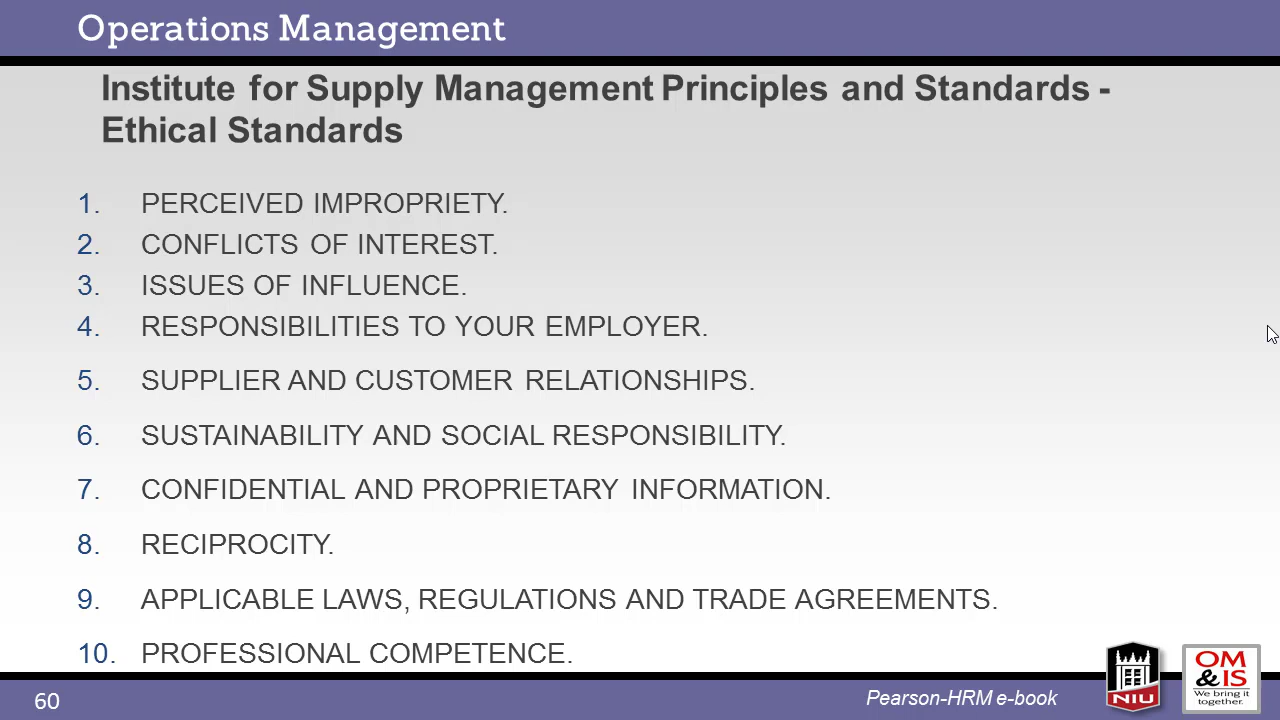 Operations Management
Institute for Supply Management Principles and Standards -
Ethical Standards
1. PERCEIVED IMPROPRIETY.
2. CONFLICTS OF INTEREST.
3. ISSUES OF INFLUENCE.
4. RESPONSIBILITIES TO YOUR EMPLOYER.
5. SUPPLIER AND CUSTOMER RELATIONSHIPS.
6. SUSTAINABILITY AND SOCIAL RESPONSIBILITY.
7. CONFIDENTIAL AND PROPRIETARY INFORMATION.
8. RECIPROCITY.
9. APPLICABLE LAWS, REGULATIONS AND TRADE AGREEMENTS.
10. PROFESSIONAL COMPETENCE.
60
Pearson-HRM e-book
NIU
OM
&IS
We bring it
together.